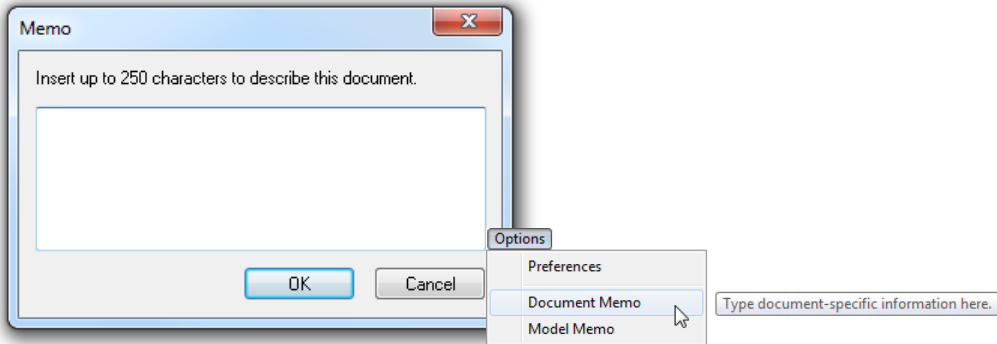 Memo
Insert up to 250 characters to describe this document.
OK
Cancel
Options
Preferences
Document Memo
Type document-specific information here.
Model Memo